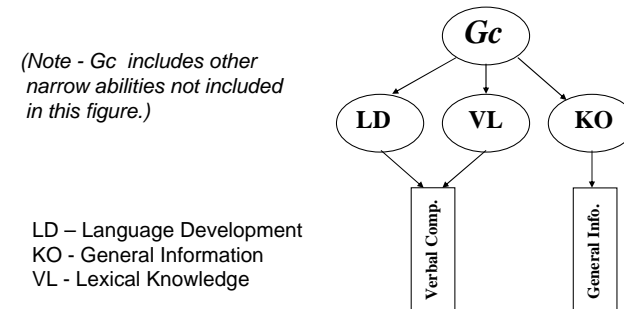 Gc
(Note - Gc includes other
narrow abilities not included
in this figure.)
LD
VL
KO
Verbal Comp.
General Info.
LD – Language Development
KO - General Information
VL - Lexical Knowledge